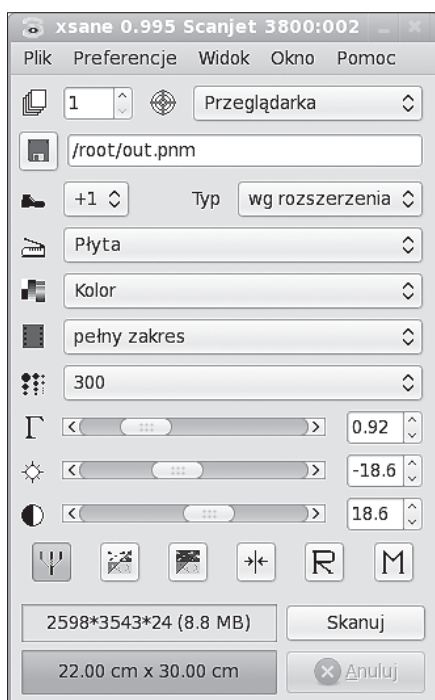 xsane 0.995 Scanjet 3800:002
Plik Preferencje Widok Okno Pomoc
1 Przeglądarka
/root/out.pnm
+1 Typ wg rozszerzenia
Płyta
Kolor
pełny zakres
300
Γ 0.92
-18.6
18.6
R M
2598*3543*24 (8.8 MB) Skanuj
22.00 cm x 30.00 cm Anuluj